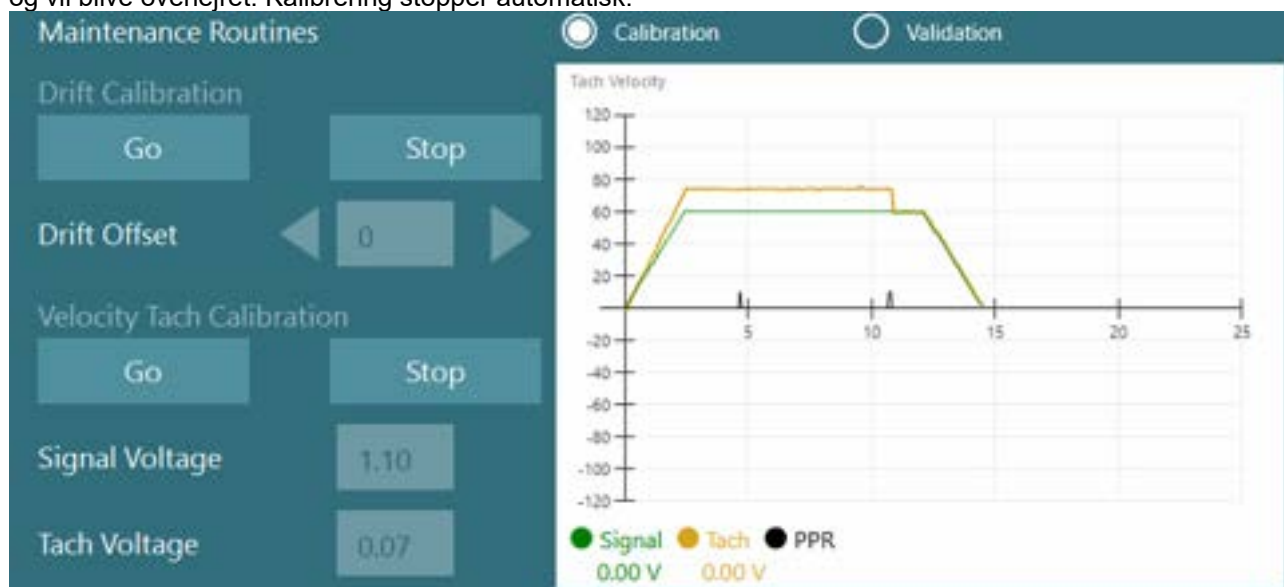 og vil blive overlejret. Kalibrering stopper automatisk.
Maintenance Routines
Calibration
Validation
Drift Calibration
Go
Stop
Drift Offset
0
Velocity Tach Calibration
Go
Stop
Signal Voltage
1.10
Tach Voltage
0.07
Tach Velocity
120
100
80
60
40
20
-20
-40
-60
-80
-100
-120
5
10
15
20
25
Signal
Tach
PPR
0.00 V
0.00 V